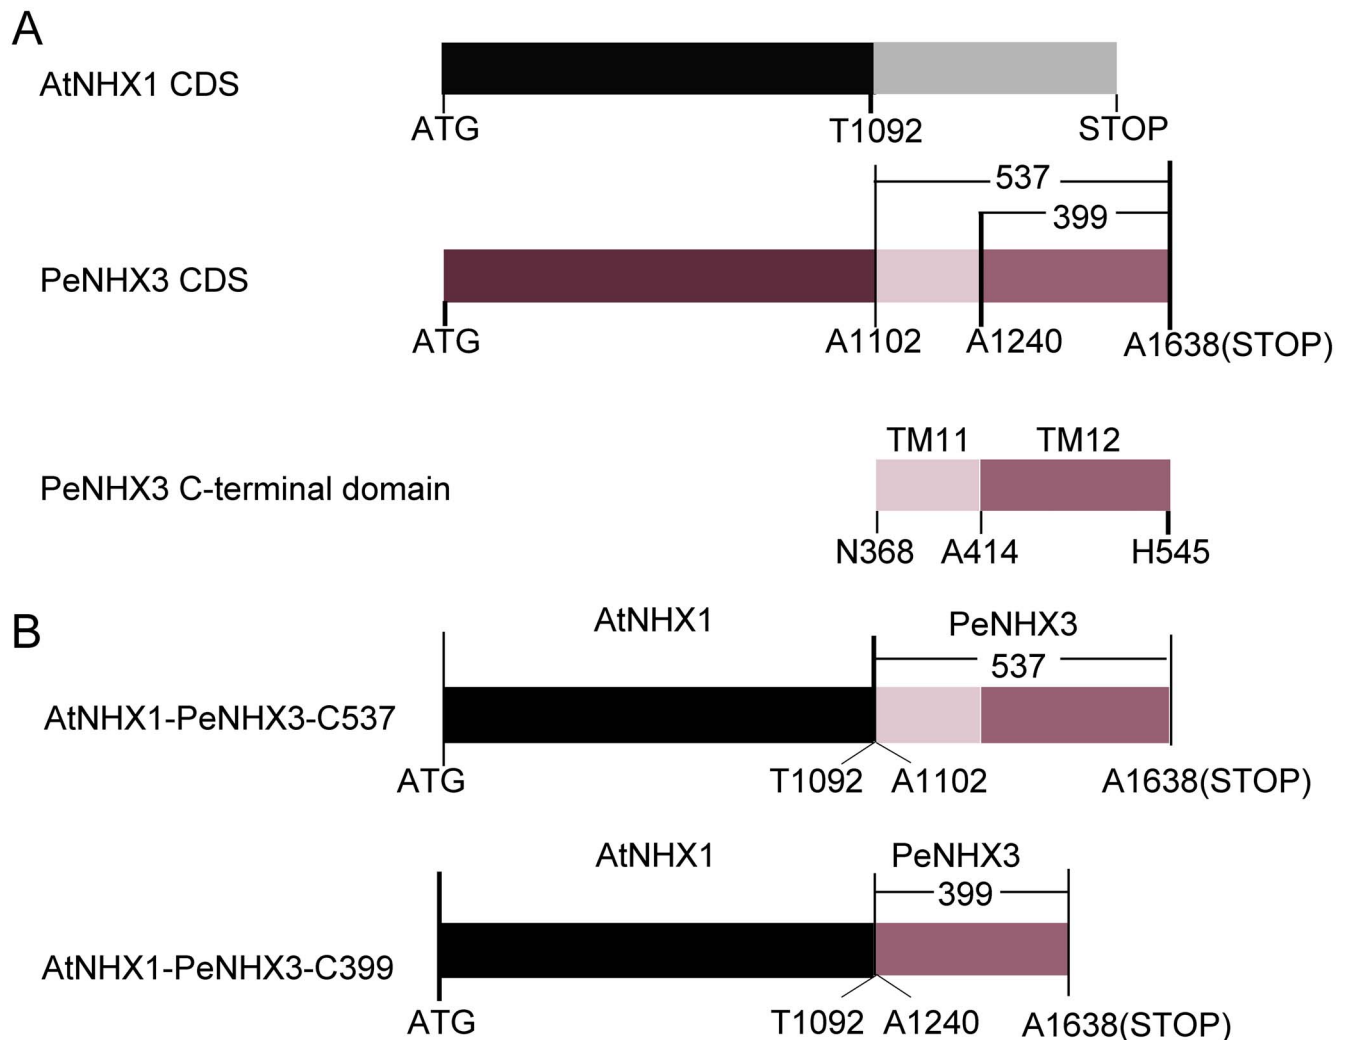 A
AtNHX1 CDS
ATG
T1092
STOP
537
399
PeNHX3 CDS
ATG
A1102
A1240
A1638(STOP)
TM11
TM12
PeNHX3 C-terminal domain
N368
A414
H545
B
AtNHX1
PeNHX3
537
AtNHX1-PeNHX3-C537
ATG
T1092
A1102
A1638(STOP)
AtNHX1
PeNHX3
399
AtNHX1-PeNHX3-C399
ATG
T1092
A1240
A1638(STOP)